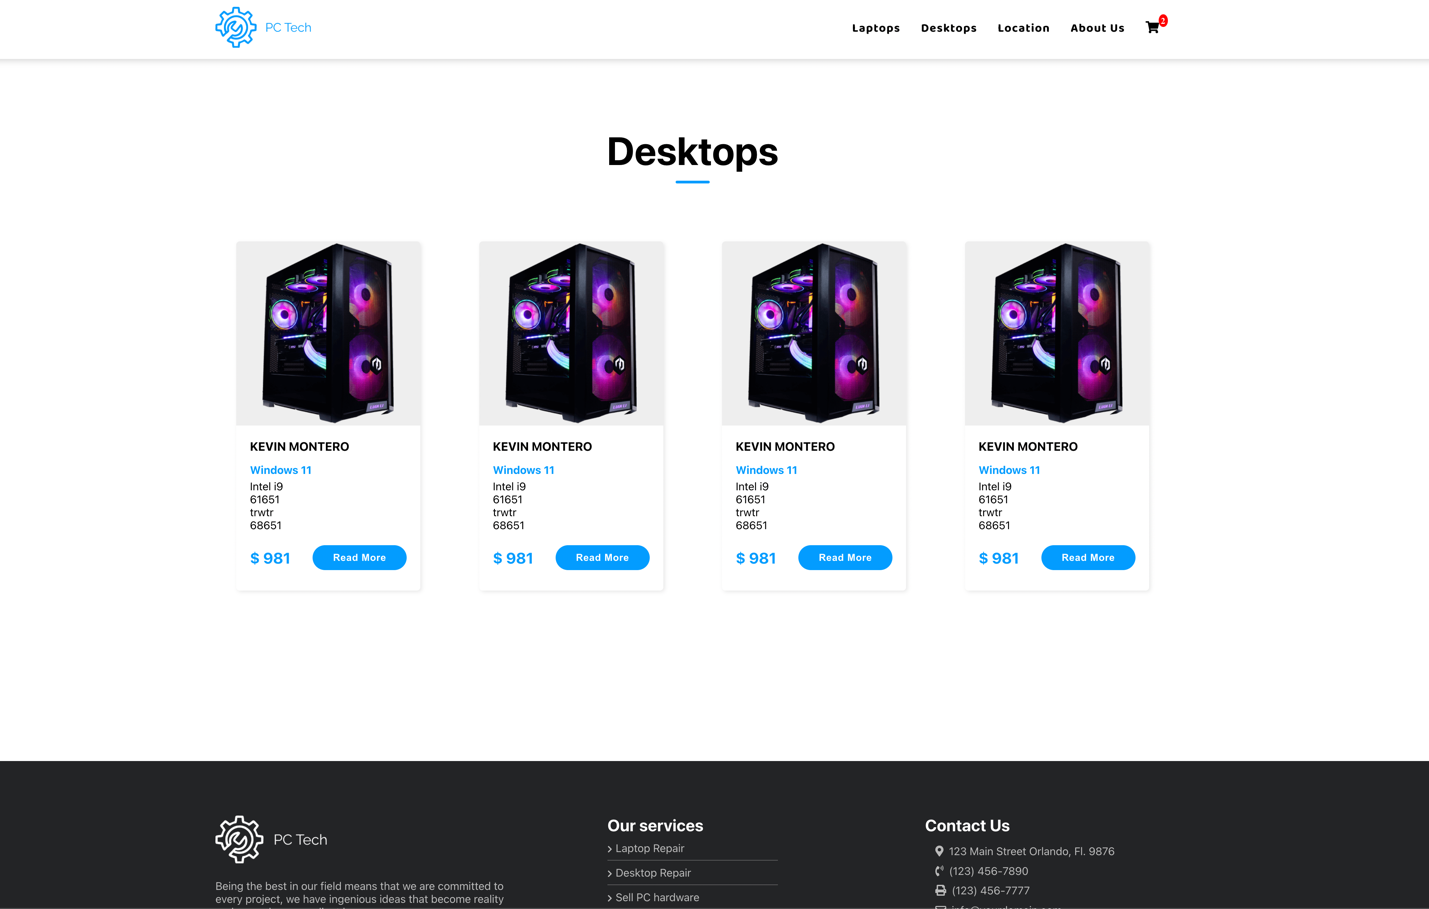 PC Tech
Laptops Desktops Location About Us 2
Desktops
KEVIN MONTERO
Windows 11
Intel i9
61651
trwtr
68651
$ 981 Read More
KEVIN MONTERO
Windows 11
Intel i9
61651
trwtr
68651
$ 981 Read More
KEVIN MONTERO
Windows 11
Intel i9
61651
trwtr
68651
$ 981 Read More
KEVIN MONTERO
Windows 11
Intel i9
61651
trwtr
68651
$ 981 Read More
PC Tech
Being the best in our field means that we are committed to
every project, we have ingenious ideas that become reality
Our services
Laptop Repair
Desktop Repair
Sell PC hardware
Contact Us
123 Main Street Orlando, Fl. 9876
(123) 456-7890
(123) 456-7777